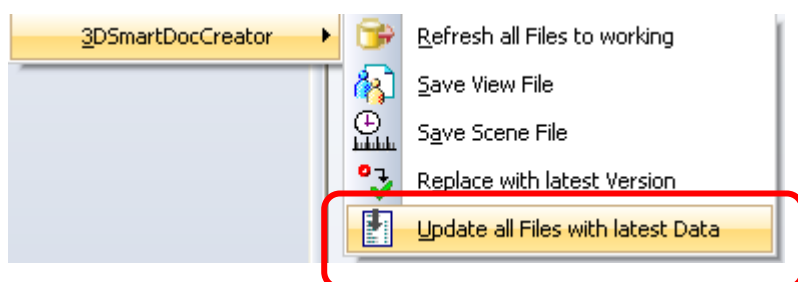 3DSmartDocCreator
Refresh all Files to working
Save View File
Save Scene File
Replace with latest Version
Update all Files with latest Data